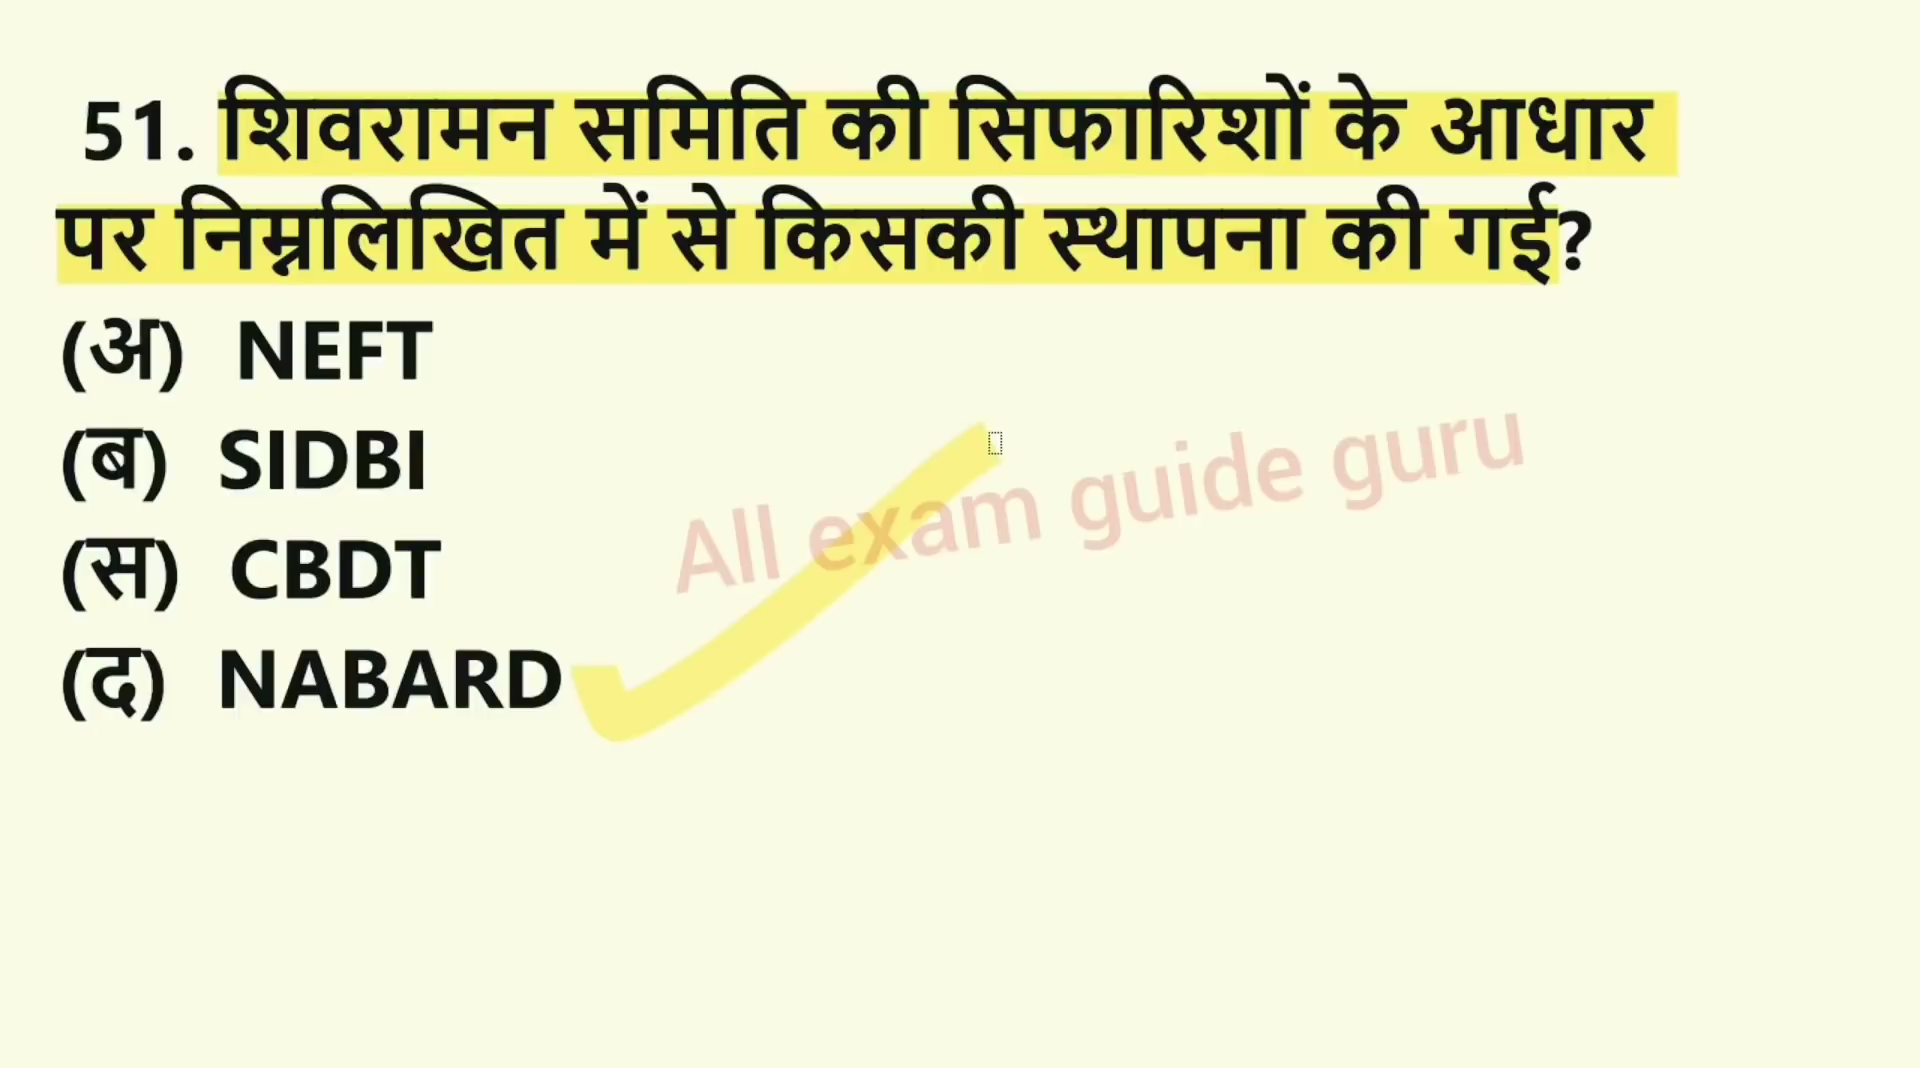 51. शिवरामन समिति की सिफारिशों के आधार
पर निम्नलिखित में से किसकी स्थापना की गई?
(अ) NEFT
(ब) SIDBI
(स) CBDT
(द) NABARD
All exam guide guru